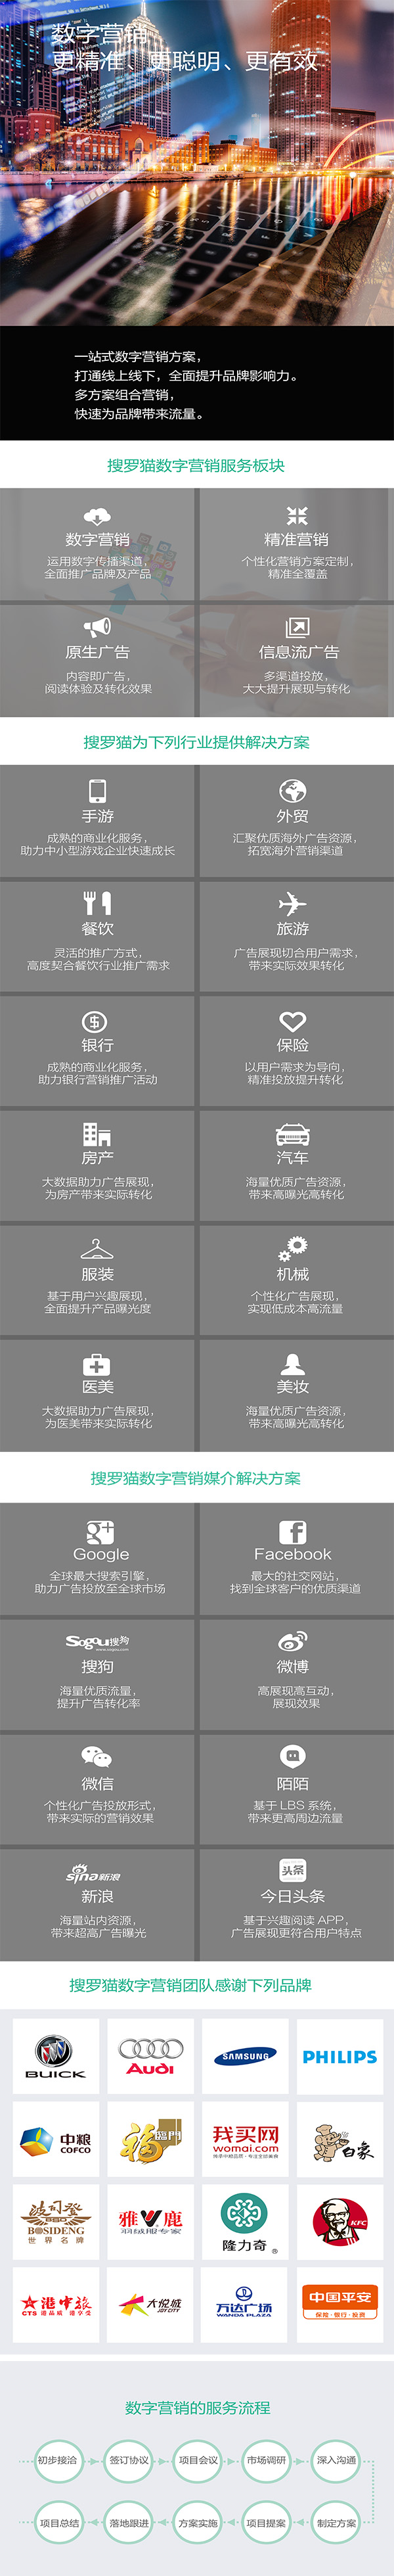 数字营销
更精准、更聪明、更有效
一站式数字营销方案，
打通线上线下，全面提升品牌影响力。
多方案组合营销，
快速为品牌带来流量。
搜罗猫数字营销服务板块
数字营销
运用数字传播渠道，
全面推广品牌及产品
精准营销
个性化营销方案定制，
精准全覆盖
原生广告
内容即广告，
阅读体验及转化效果
信息流广告
多渠道投放，
大大提升展现与转化
搜罗猫为下列行业提供解决方案
手游
成熟的商业化服务，
助力中小型游戏企业快速成长
外贸
汇聚优质海外广告资源，
拓宽海外营销渠道
餐饮
灵活的推广方式，
高度契合餐饮行业推广需求
旅游
广告展现切合用户需求，
带来实际效果转化
银行
成熟的商业化服务，
助力银行营销推广活动
保险
以用户需求为导向，
精准投放提升转化
房产
大数据助力广告展现，
为房产带来实际转化
汽车
海量优质广告资源，
带来高曝光高转化
服装
基于用户兴趣展现，
全面提升产品曝光度
机械
个性化广告展现，
实现低成本高流量
医美
大数据助力广告展现，
为医美带来实际转化
美妆
海量优质广告资源，
带来高曝光高转化
搜罗猫数字营销媒介解决方案
Google
全球最大搜索引擎，
助力广告投放至全球市场
Facebook
最大的社交网站，
找到全球客户的优质渠道
Sogou搜狗
www.sogou.com
搜狗
海量优质流量，
提升广告转化率
微博
高展现高互动，
展现效果
微信
个性化广告投放形式，
带来实际的营销效果
陌陌
基于 LBS 系统，
带来更高周边流量
sina新浪
新浪
海量站内资源，
带来超高广告曝光
头条
今日头条
基于兴趣阅读 APP，
广告展现更符合用户特点
搜罗猫数字营销团队感谢下列品牌
BUICK
Audi
SAMSUNG
PHILIPS
中粮
COFCO
福
臨門
我买网
womai.com
白象
波司登
BOSIDENG
世界名牌
雅鹿
羽绒服专家
隆力奇
KFC
港中旅
CTS
大悦城
JOY CITY
万达广场
WANDA PLAZA
中国平安
保险·银行·投资
数字营销的服务流程
初步接洽
签订协议
项目会议
市场调研
深入沟通
项目总结
落地跟进
方案实施
项目提案
制定方案